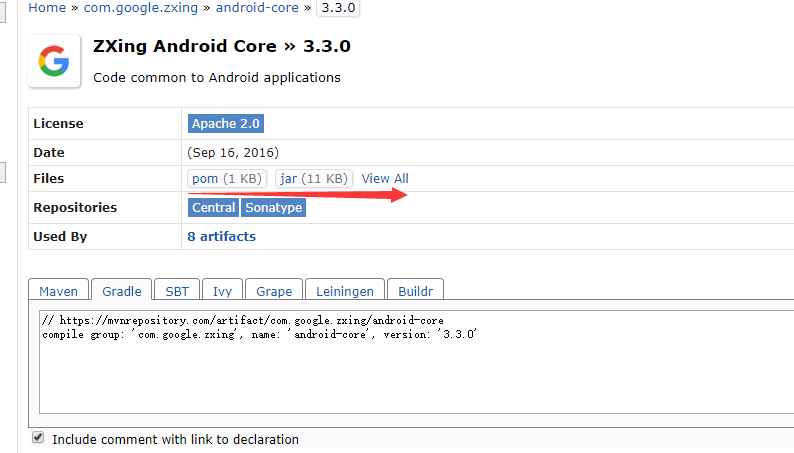 Home » com.google.zxing » android-core » 3.3.0
ZXing Android Core » 3.3.0
Code common to Android applications
License Apache 2.0
Date (Sep 16, 2016)
Files pom (1 KB) jar (11 KB) View All
Repositories Central Sonatype
Used By 8 artifacts
Maven Gradle SBT Ivy Grape Leiningen Buildr
// https://mvnrepository.com/artifact/com.google.zxing/android-core
compile group: 'com.google.zxing', name: 'android-core', version: '3.3.0'
Include comment with link to declaration